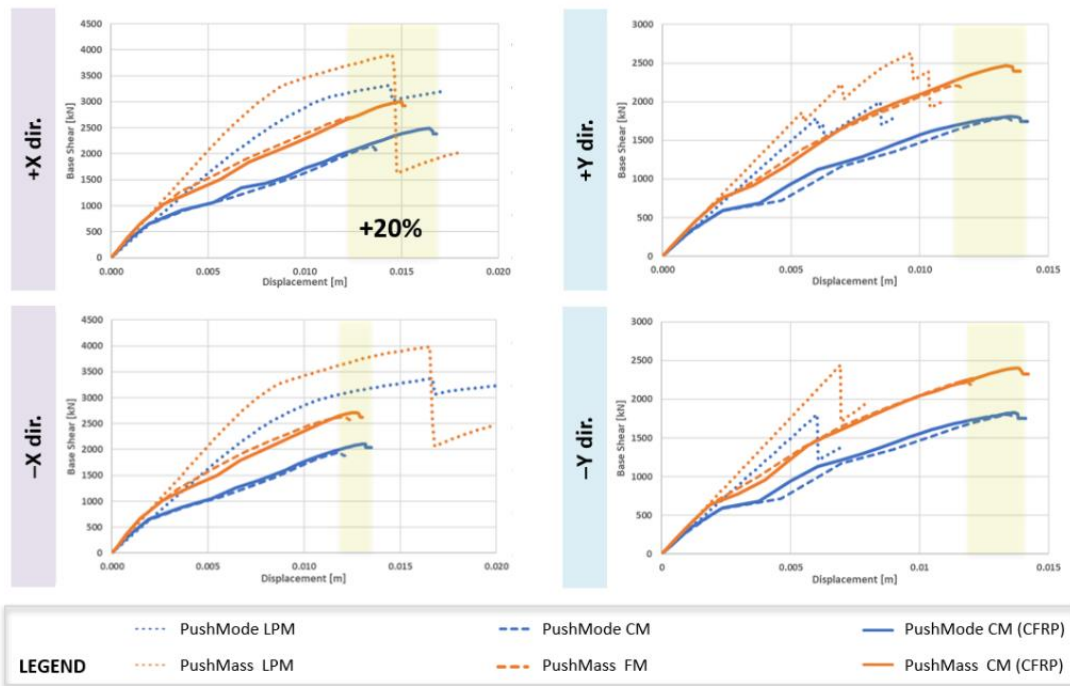 +X dir.
Base Shear [kN]
4500
4000
3500
3000
2500
2000
1500
1000
500
0
+20%
0.000 0.005 0.010 0.015 0.020
Displacement [m]
+Y dir.
Base Shear [kN]
3000
2500
2000
1500
1000
500
0
0.000 0.005 0.010 0.015
Displacement [m]
−X dir.
Base Shear [kN]
4500
4000
3500
3000
2500
2000
1500
1000
500
0
0.000 0.005 0.010 0.015 0.020
Displacement [m]
−Y dir.
Base Shear [kN]
3000
2500
2000
1500
1000
500
0
0 0.005 0.01 0.015
Displacement [m]
LEGEND
PushMode LPM PushMode CM PushMode CM (CFRP)
PushMass LPM PushMass FM PushMass CM (CFRP)